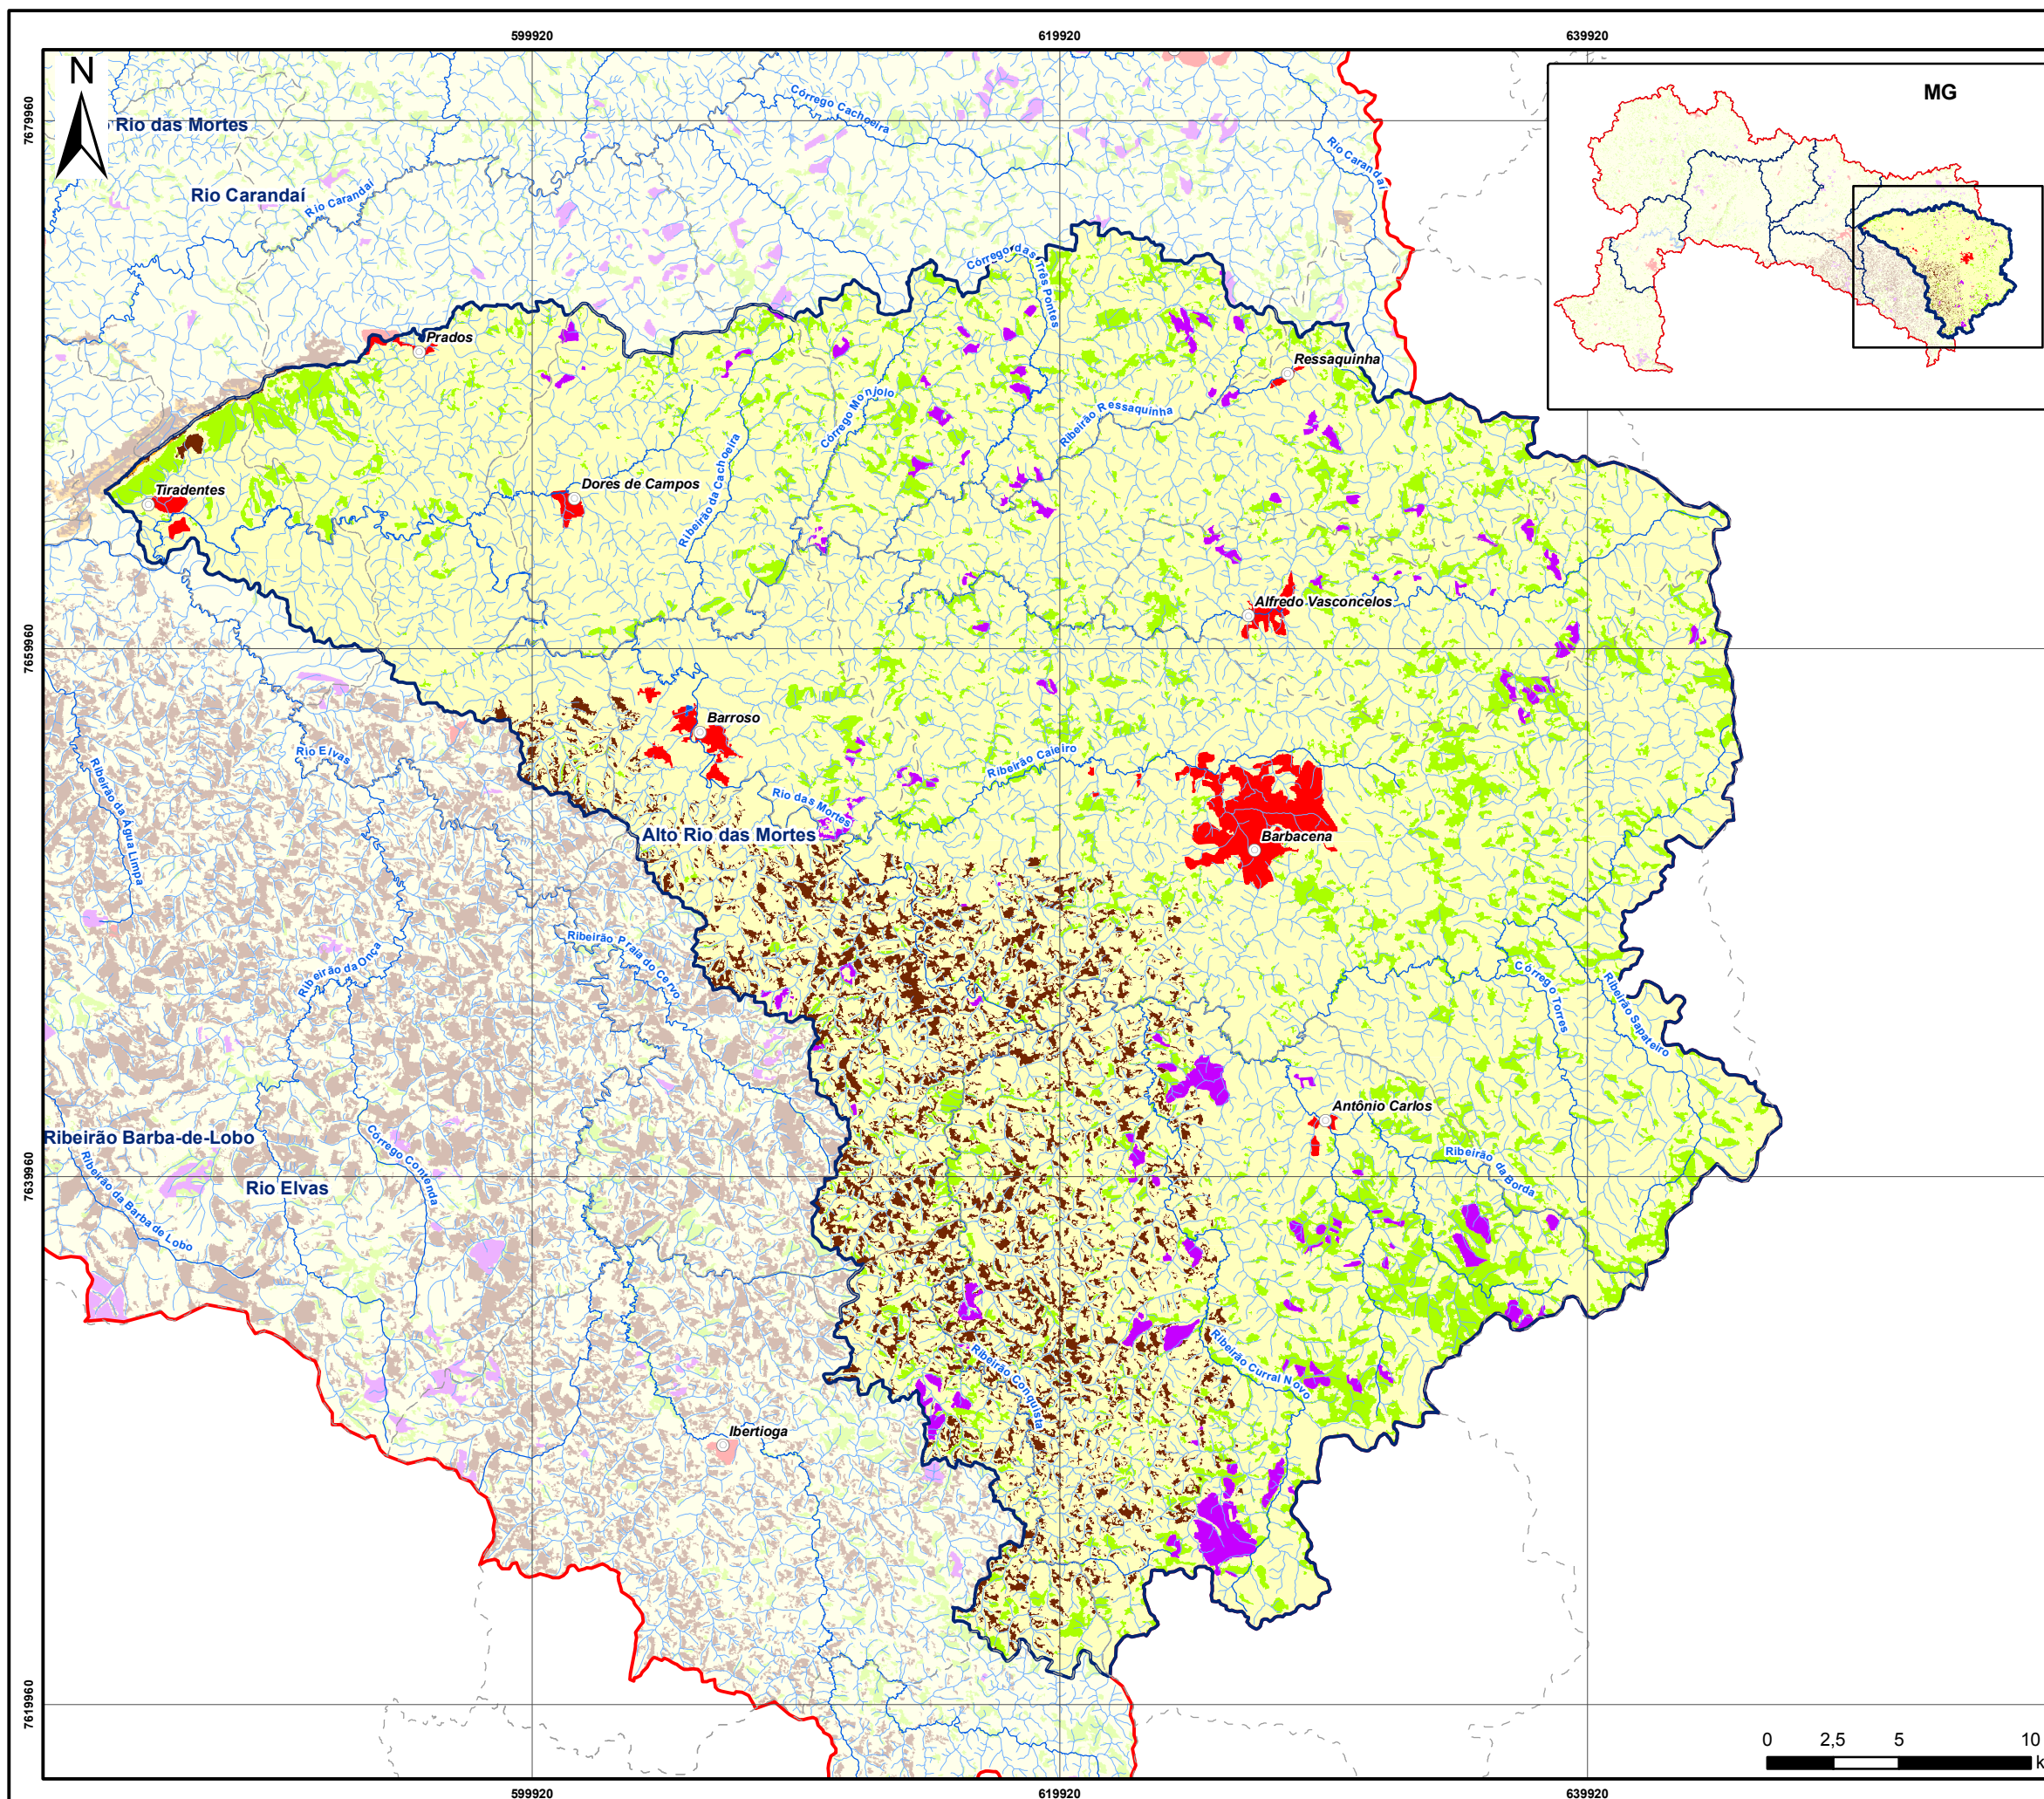 599920
619920
639920
7679960
7659960
7639960
7619960
N
MG
Rio das Mortes
Rio Carandaí
Rio Carandaí
Córrego Cachoeira
Rio Carandaí
Córrego das Três Pontes
Prados
Ressaquinha
Córrego Monjolo
Ribeirão Ressaquinha
Ribeirão da Cachoeira
Tiradentes
Dores de Campos
Alfredo Vasconcelos
Barroso
Rio Elvas
Ribeirão da Água Limpa
Ribeirão Caieiro
Rio das Mortes
Alto Rio das Mortes
Barbacena
Ribeirão da Onça
Ribeirão Praia do Cervo
Córrego Torres
Ribeirão Sapateiro
Antônio Carlos
Ribeirão Barba-de-Lobo
Ribeirão da Barba de Lobo
Córrego Contenda
Rio Elvas
Ribeirão da Borda
Ribeirão Conquista
Ribeirão Curral Novo
Ibertioga
0 2,5 5 10
k
599920
619920
639920